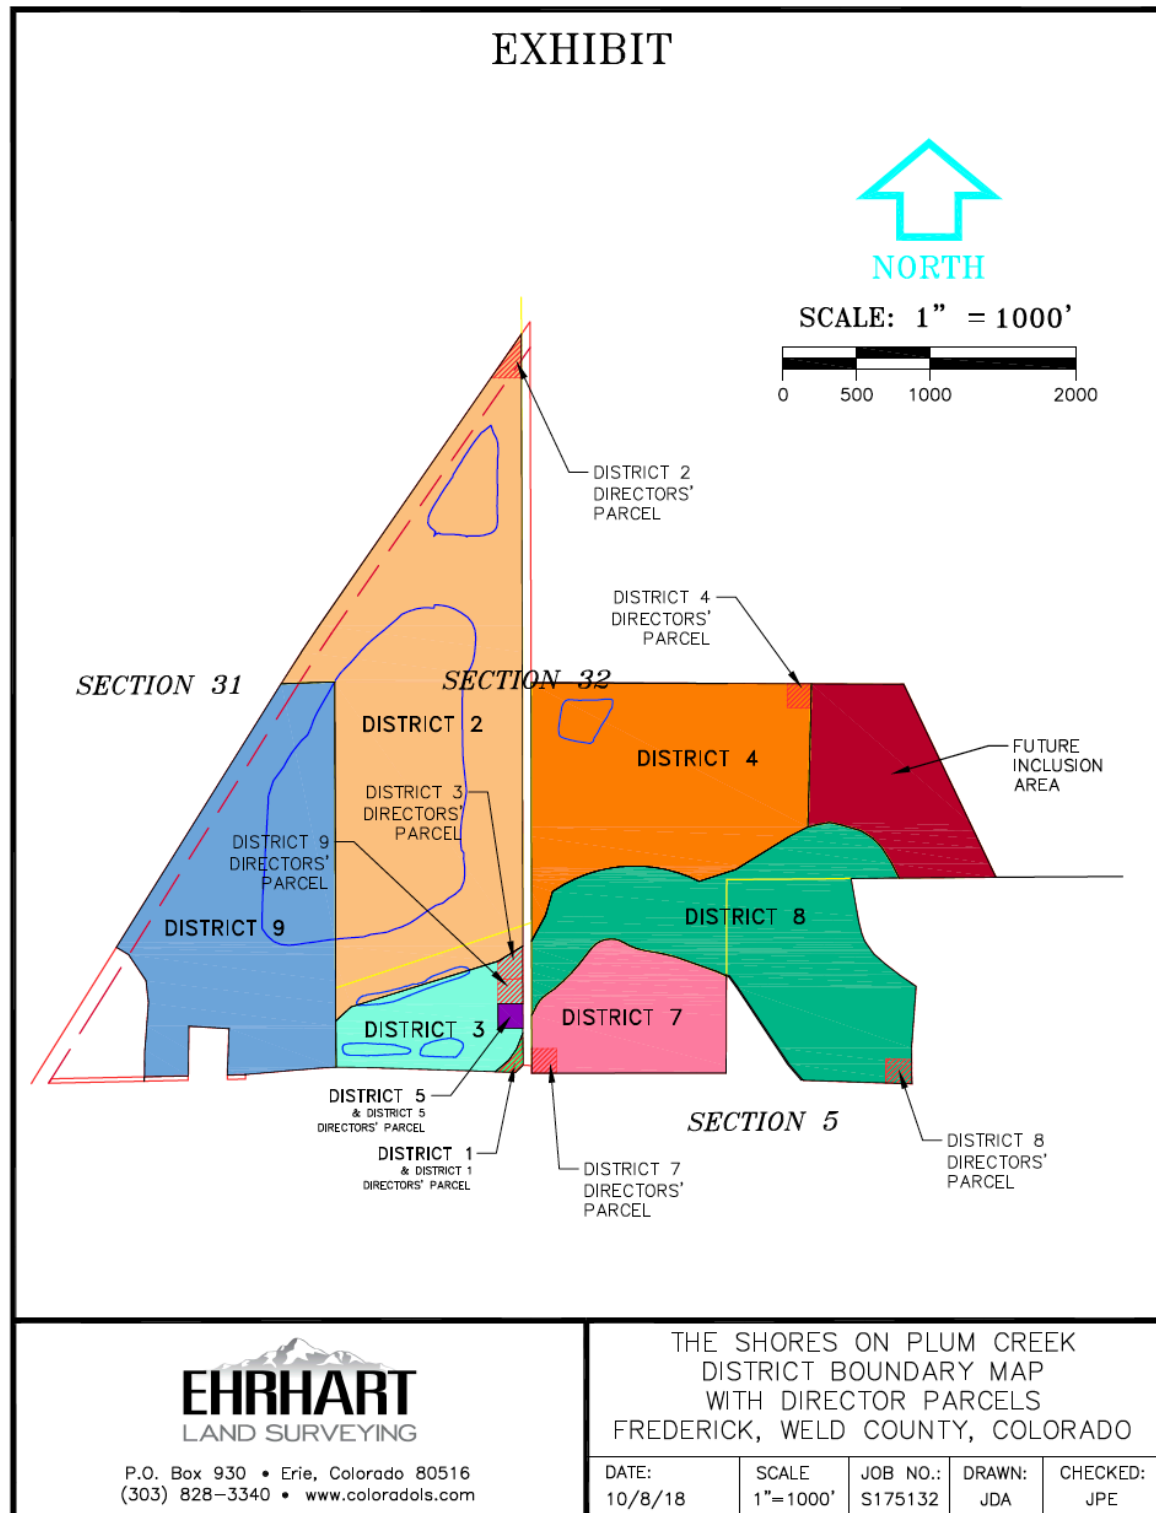 EXHIBIT
NORTH
SCALE: 1" = 1000'
0 500 1000 2000
DISTRICT 2
DIRECTORS'
PARCEL
DISTRICT 4
DIRECTORS'
PARCEL
SECTION 31
SECTION 32
DISTRICT 2
DISTRICT 4
FUTURE
INCLUSION
AREA
DISTRICT 3
DIRECTORS'
PARCEL
DISTRICT 9
DIRECTORS'
PARCEL
DISTRICT 9
DISTRICT 8
DISTRICT 3
DISTRICT 7
DISTRICT 5
& DISTRICT 5
DIRECTORS' PARCEL
DISTRICT 1
& DISTRICT 1
DIRECTORS' PARCEL
SECTION 5
DISTRICT 7
DIRECTORS'
PARCEL
DISTRICT 8
DIRECTORS'
PARCEL
EHRHART
LAND SURVEYING
P.O. Box 930 • Erie, Colorado 80516
(303) 828-3340 • www.coloradols.com
THE SHORES ON PLUM CREEK
DISTRICT BOUNDARY MAP
WITH DIRECTOR PARCELS
FREDERICK, WELD COUNTY, COLORADO
DATE:
10/8/18
SCALE
1"=1000'
JOB NO.:
S175132
DRAWN:
JDA
CHECKED:
JPE